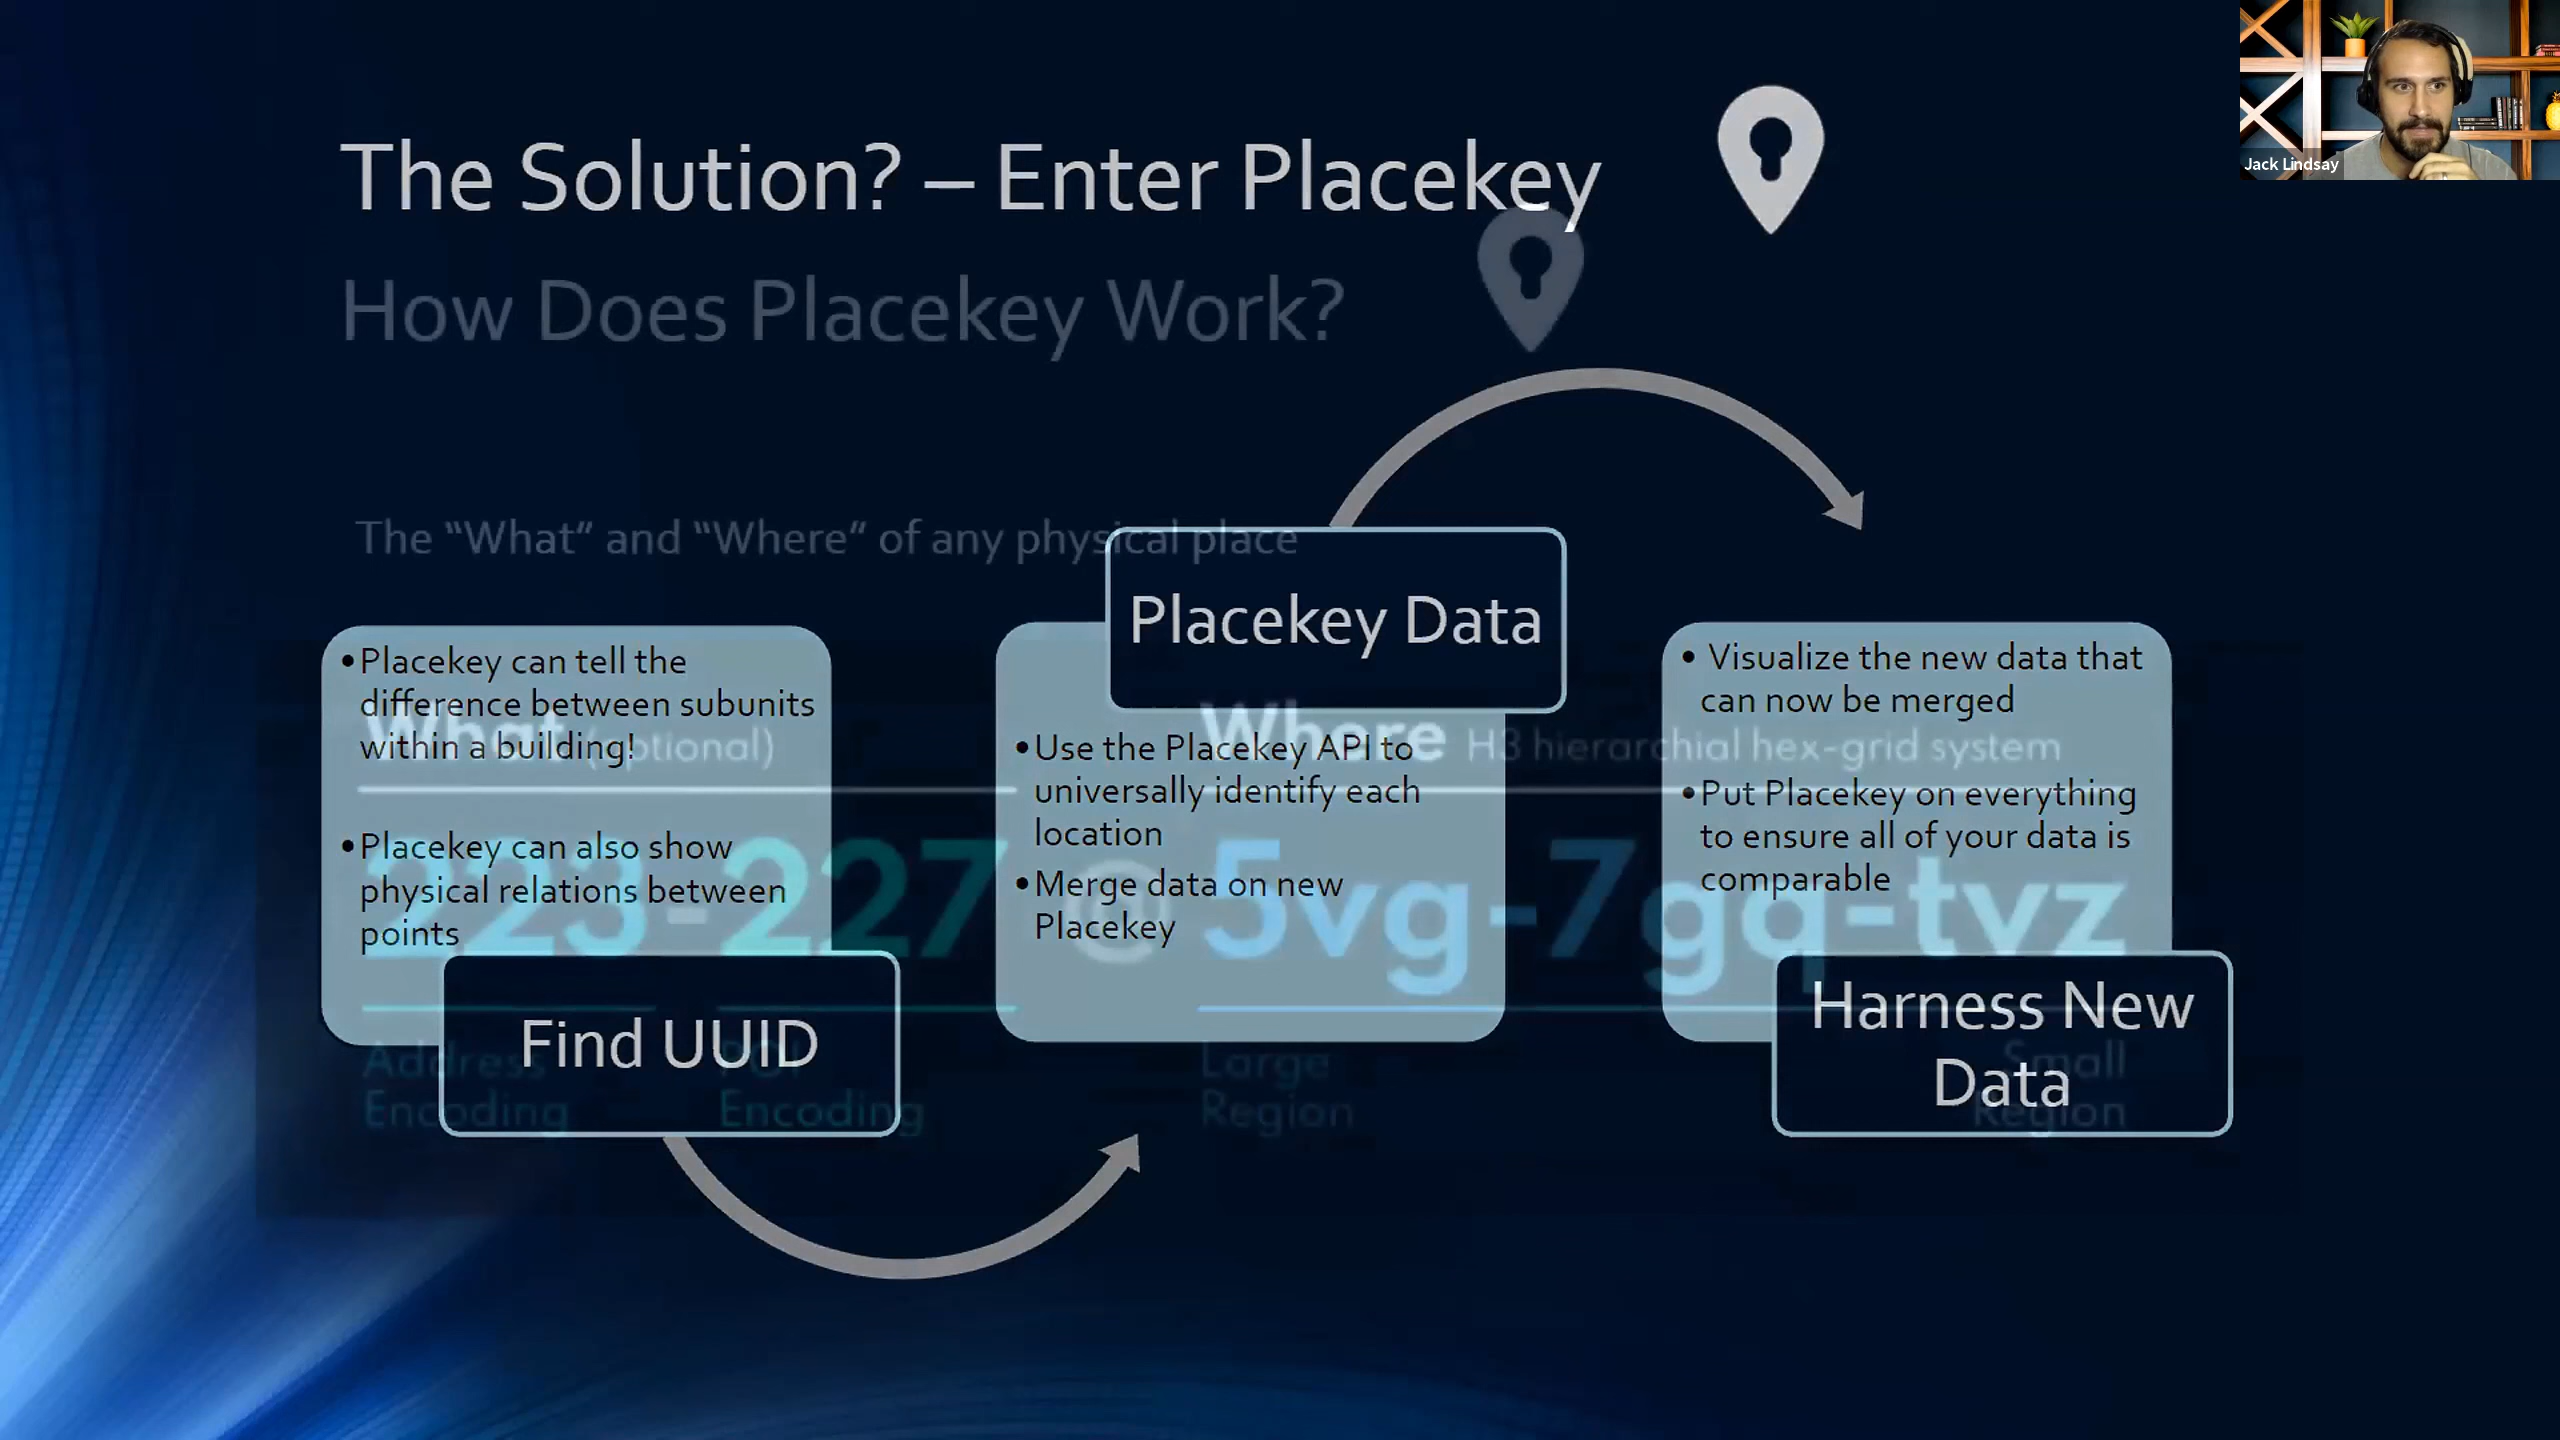 Jack Lindsay
The Solution? – Enter Placekey
How Does Placekey Work?
The “What” and “Where” of any physical place
Placekey Data
•Placekey can tell the
difference between subunits
within a building!
•Placekey can also show
physical relations between
points
Find UUID
•Use the Placekey API to
universally identify each
location
•Merge data on new
Placekey
• Visualize the new data that
can now be merged
•Put Placekey on everything
to ensure all of your data is
comparable
Harness New
Data
What (optional)
Where H3 hierarchial hex-grid system
223-227 @ 5vg-7gq-tvz
Address
Encoding
POI
Encoding
Large
Region
Small
Region